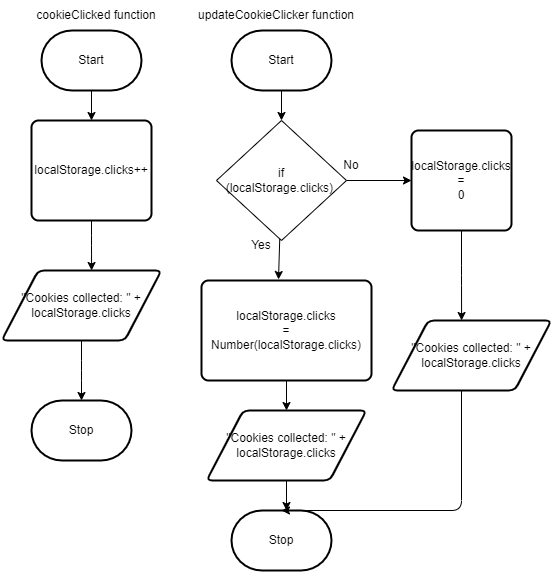 cookieClicked function
Start
localStorage.clicks++
"Cookies collected: " +
localStorage.clicks
Stop
updateCookieClicker function
Start
if
(localStorage.clicks)
No
Yes
localStorage.clicks
=
0
localStorage.clicks
=
Number(localStorage.clicks)
"Cookies collected: " +
localStorage.clicks
"Cookies collected: " +
localStorage.clicks
Stop